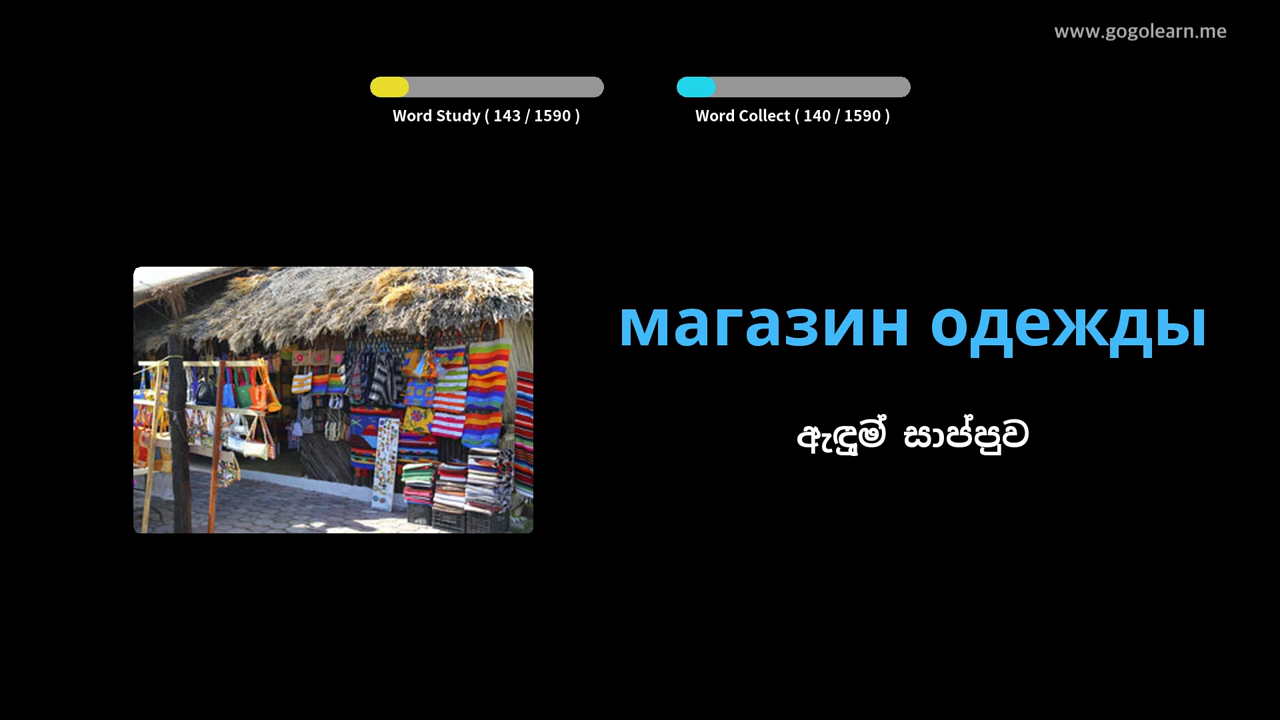 www.gogolearn.me
Word Study ( 143 / 1590 )
Word Collect ( 140 / 1590 )
магазин одежды
ඇඳුම් සාප්පුව